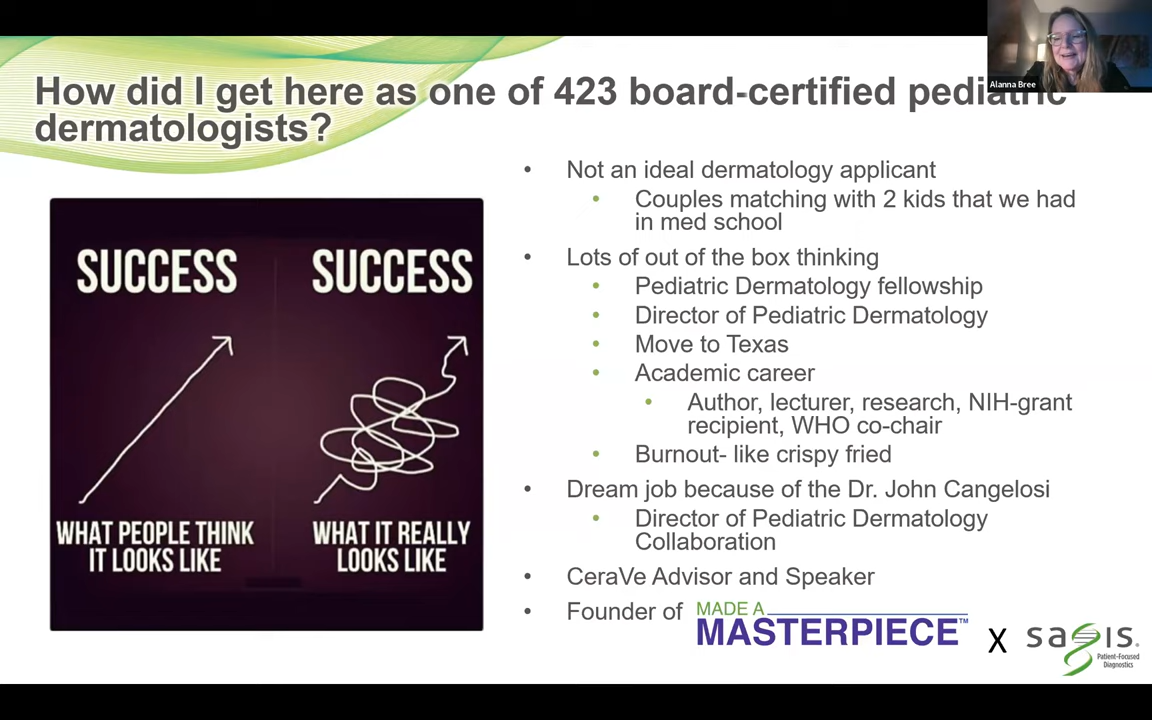 Alanna Bree
How did I get here as one of 423 board-certified pediatric
dermatologists?
SUCCESS
WHAT PEOPLE THINK
IT LOOKS LIKE
SUCCESS
WHAT IT REALLY
LOOKS LIKE
• Not an ideal dermatology applicant
• Couples matching with 2 kids that we had
in med school
• Lots of out of the box thinking
• Pediatric Dermatology fellowship
• Director of Pediatric Dermatology
• Move to Texas
• Academic career
• Author, lecturer, research, NIH-grant
recipient, WHO co-chair
• Burnout- like crispy fried
• Dream job because of the Dr. John Cangelosi
• Director of Pediatric Dermatology
Collaboration
• CeraVe Advisor and Speaker
• Founder of
MADE A
MASTERPIECE™
X
sagis®
Patient-Focused
Diagnostics